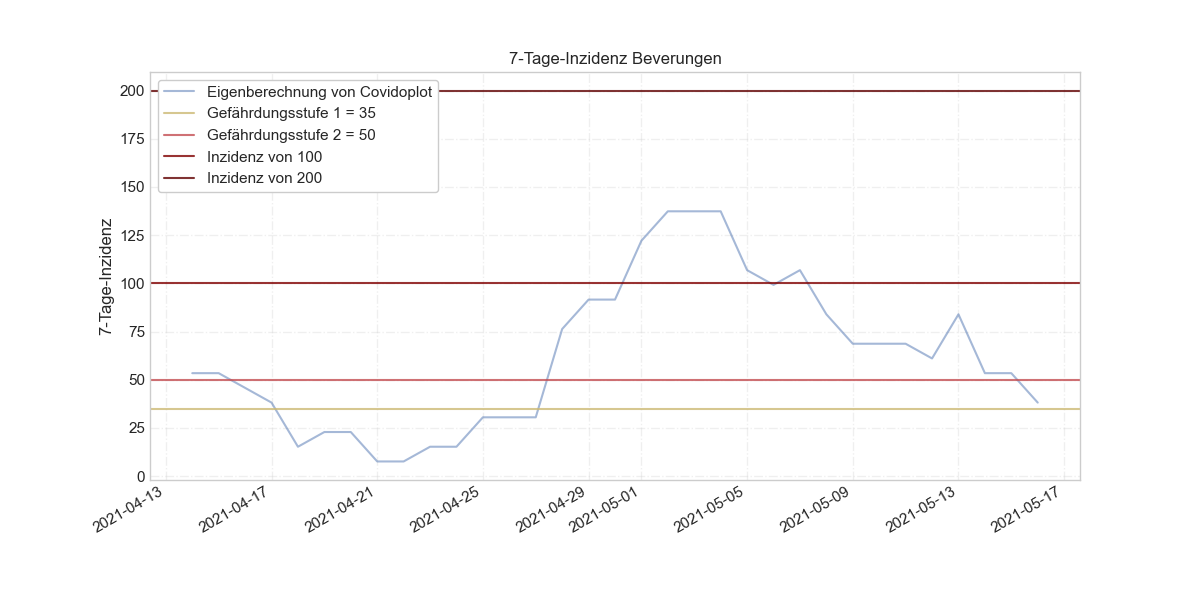 7-Tage-Inzidenz Beverungen
Eigenberechnung von Covidoplot
Gefährdungsstufe 1 = 35
Gefährdungsstufe 2 = 50
Inzidenz von 100
Inzidenz von 200
7-Tage-Inzidenz
200
175
150
125
100
75
50
25
0
2021-04-13
2021-04-17
2021-04-21
2021-04-25
2021-04-29
2021-05-01
2021-05-05
2021-05-09
2021-05-13
2021-05-17